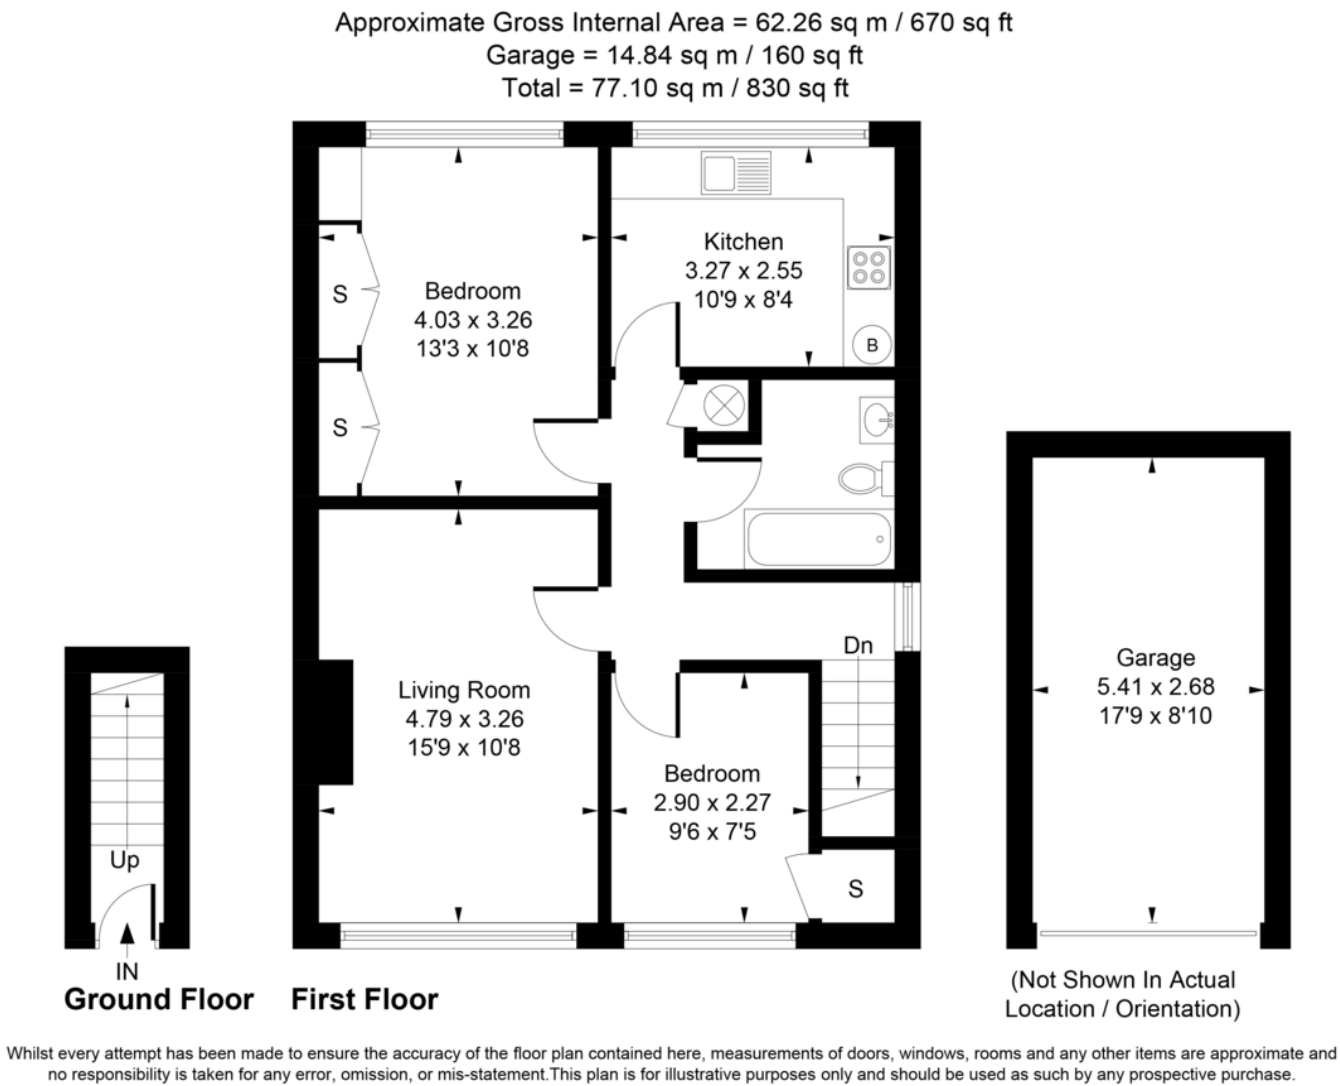 Approximate Gross Internal Area = 62.26 sq m / 670 sq ft
Garage = 14.84 sq m / 160 sq ft
Total = 77.10 sq m / 830 sq ft
Kitchen
3.27 x 2.55
10'9 x 8'4
Bedroom
4.03 x 3.26
13'3 x 10'8
S
S
B
Living Room
4.79 x 3.26
15'9 x 10'8
Dn
Bedroom
2.90 x 2.27
9'6 x 7'5
S
Garage
5.41 x 2.68
17'9 x 8'10
Up
IN
Ground Floor
First Floor
(Not Shown In Actual
Location / Orientation)
Whilst every attempt has been made to ensure the accuracy of the floor plan contained here, measurements of doors, windows, rooms and any other items are approximate and
no responsibility is taken for any error, omission, or mis-statement.This plan is for illustrative purposes only and should be used as such by any prospective purchase.